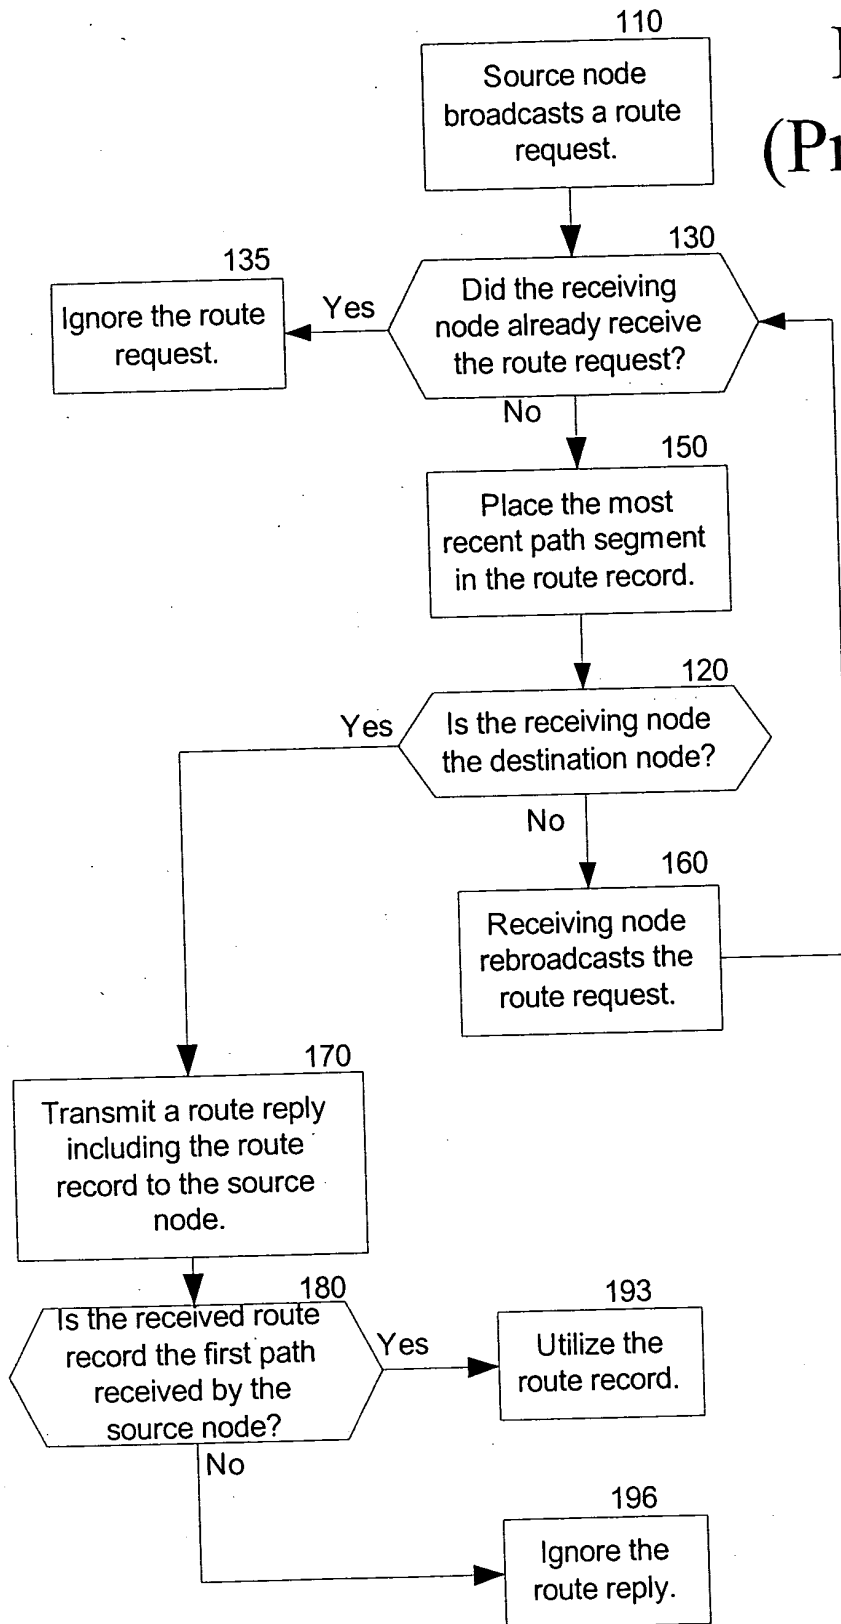 110
Source node
broadcasts a route
request.
130
Did the receiving
node already receive
the route request?
135
Yes
Ignore the route
request.
No
150
Place the most
recent path segment
in the route record.
120
Is the receiving node
the destination node?
Yes
No
160
Receiving node
rebroadcasts the
route request.
170
Transmit a route reply
including the route
record to the source
node.
180
Is the received route
record the first path
received by the
source node?
Yes
193
Utilize the
route record.
No
196
Ignore the
route reply.